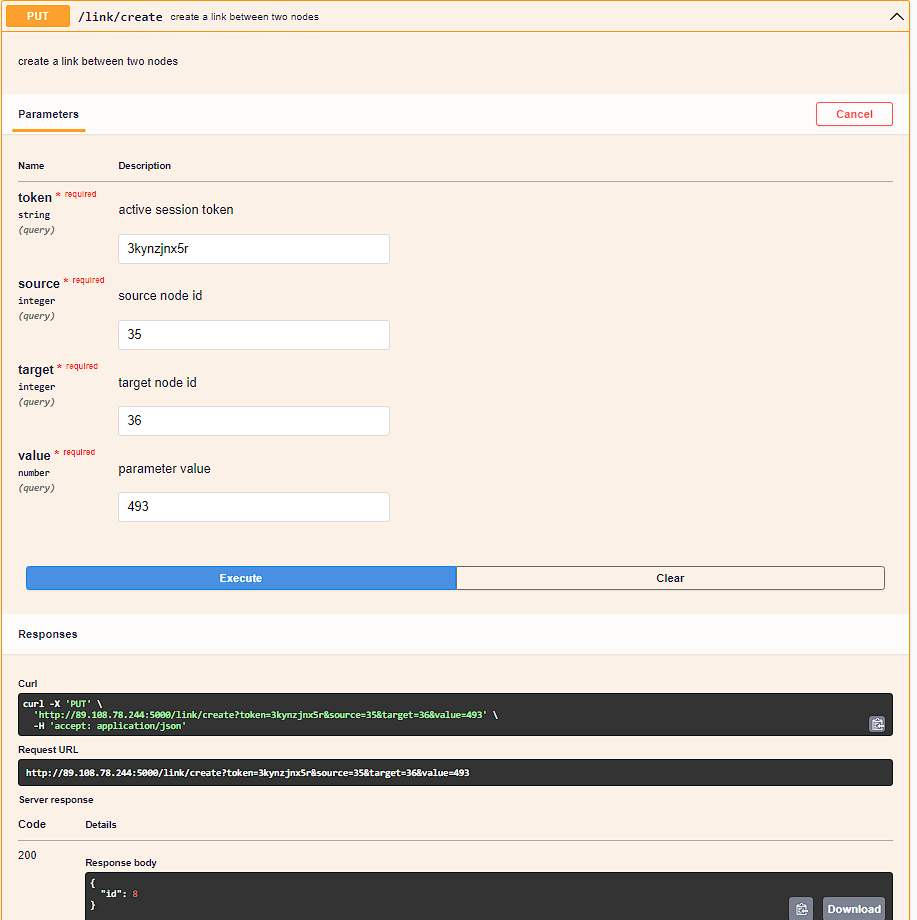 PUT /link/create create a link between two nodes
create a link between two nodes
Parameters Cancel
Name Description
token * required
string
(query)
active session token
3kynzjnx5r
source * required
integer
(query)
source node id
35
target * required
integer
(query)
target node id
36
value * required
number
(query)
parameter value
493
Execute Clear
Responses
Curl
curl -X 'PUT' \
'http://89.108.78.244:5000/link/create?token=3kynzjnx5r&source=35&target=36&value=493' \
-H 'accept: application/json'
Request URL
http://89.108.78.244:5000/link/create?token=3kynzjnx5r&source=35&target=36&value=493
Server response
Code Details
200
Response body
{
"id": 8
}
Download